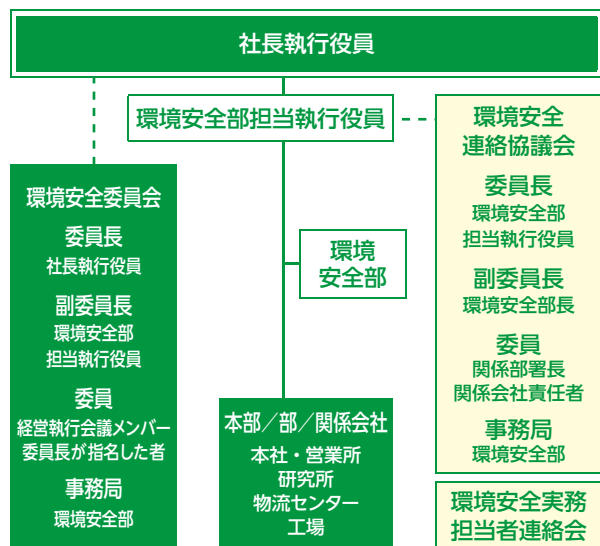 社長執行役員
環境安全部担当執行役員
環境安全委員会
委員長
社長執行役員
副委員長
環境安全部
担当執行役員
委員
経営執行会議メンバー
委員長が指名した者
事務局
環境安全部
環境
安全部
本部／部／関係会社
本社・営業所
研究所
物流センター
工場
環境安全
連絡協議会
委員長
環境安全部
担当執行役員
副委員長
環境安全部長
委員
関係部署長
関係会社責任者
事務局
環境安全部
環境安全実務
担当者連絡会